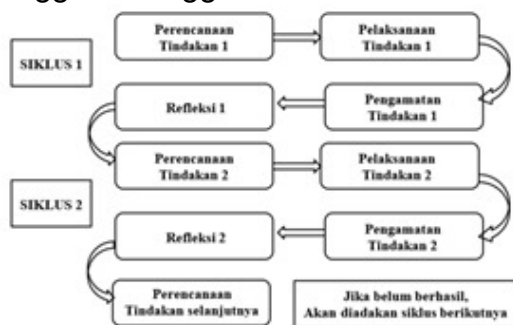 Perencanaan
Tindakan 1
Pelaksanaan
Tindakan 1
SIKLUS 1
Refleksi 1
Pengamatan
Tindakan 1
Perencanaan
Tindakan 2
Pelaksanaan
Tindakan 2
SIKLUS 2
Refleksi 2
Pengamatan
Tindakan 2
Perencanaan
Tindakan selanjutnya
Jika belum berhasil,
Akan diadakan siklus berikutnya